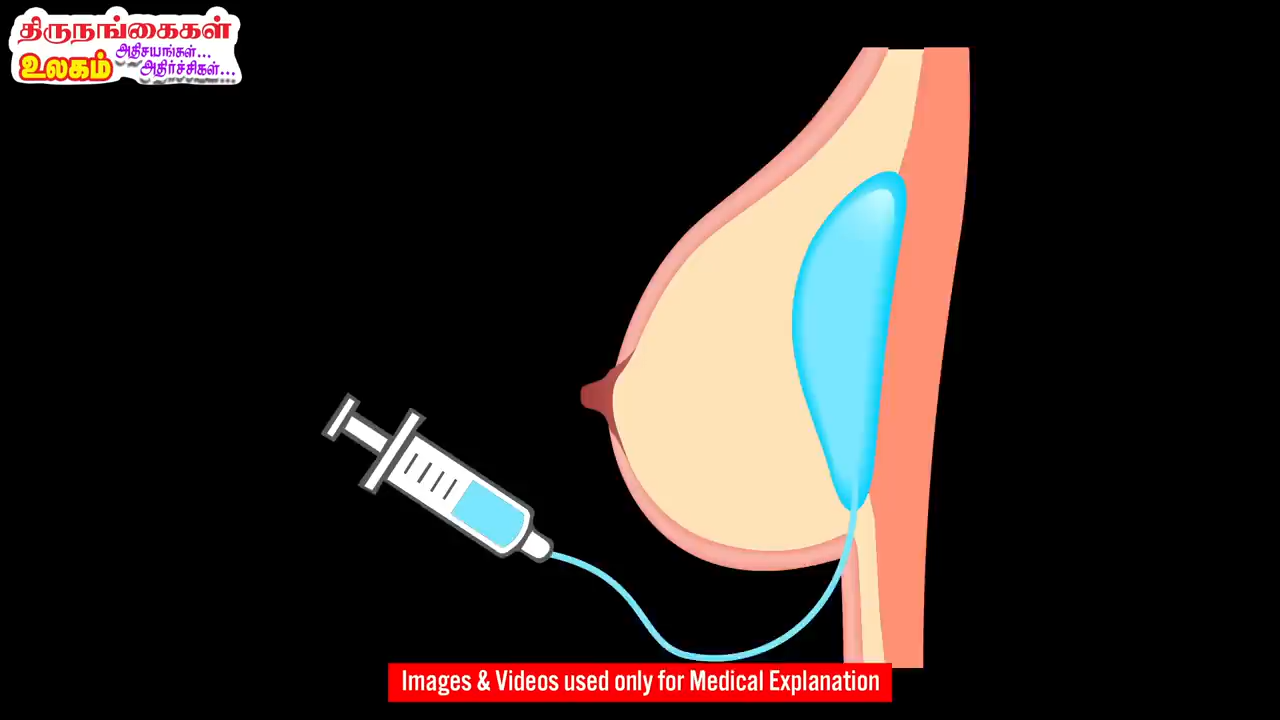 திருநங்கைகள்
உலகம்
அதிசயங்கள்...
அதிர்ச்சிகள்...
Images & Videos used only for Medical Explanation